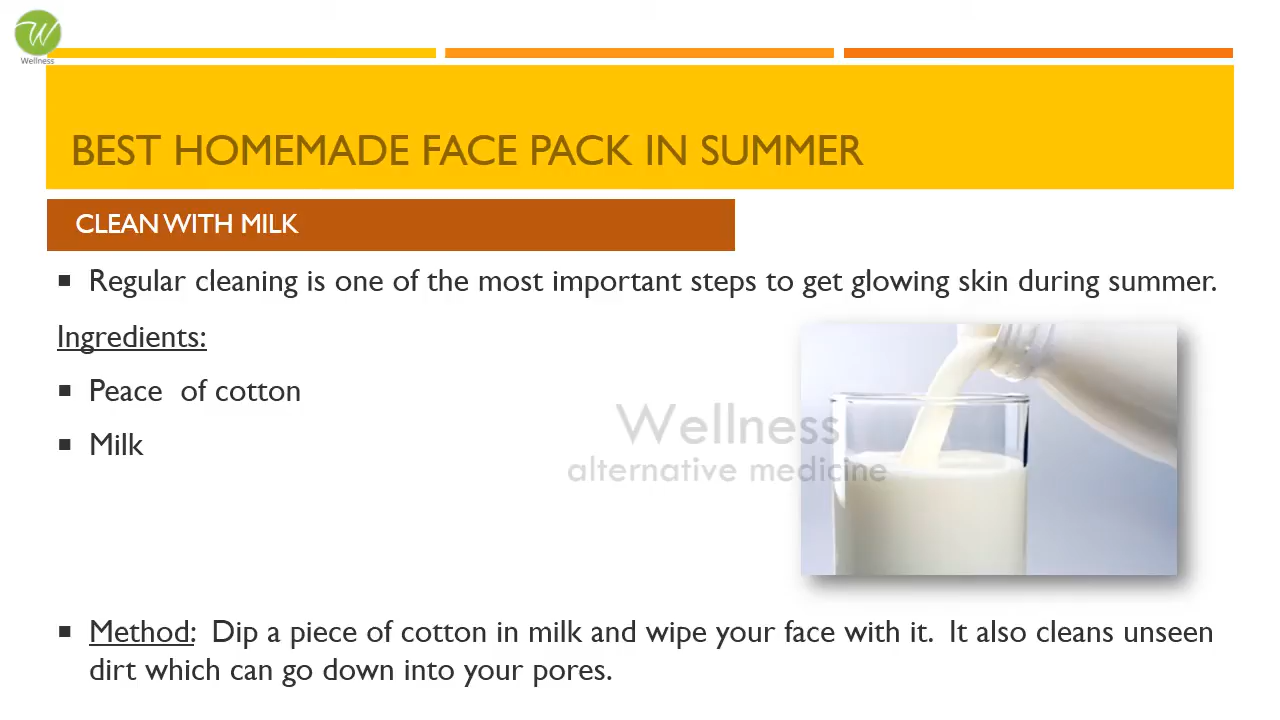 W
Wellness
BEST HOMEMADE FACE PACK IN SUMMER
CLEAN WITH MILK
▪ Regular cleaning is one of the most important steps to get glowing skin during summer.
Ingredients:
▪ Peace of cotton
▪ Milk
Wellness
alternative medicine
▪ Method: Dip a piece of cotton in milk and wipe your face with it. It also cleans unseen
dirt which can go down into your pores.